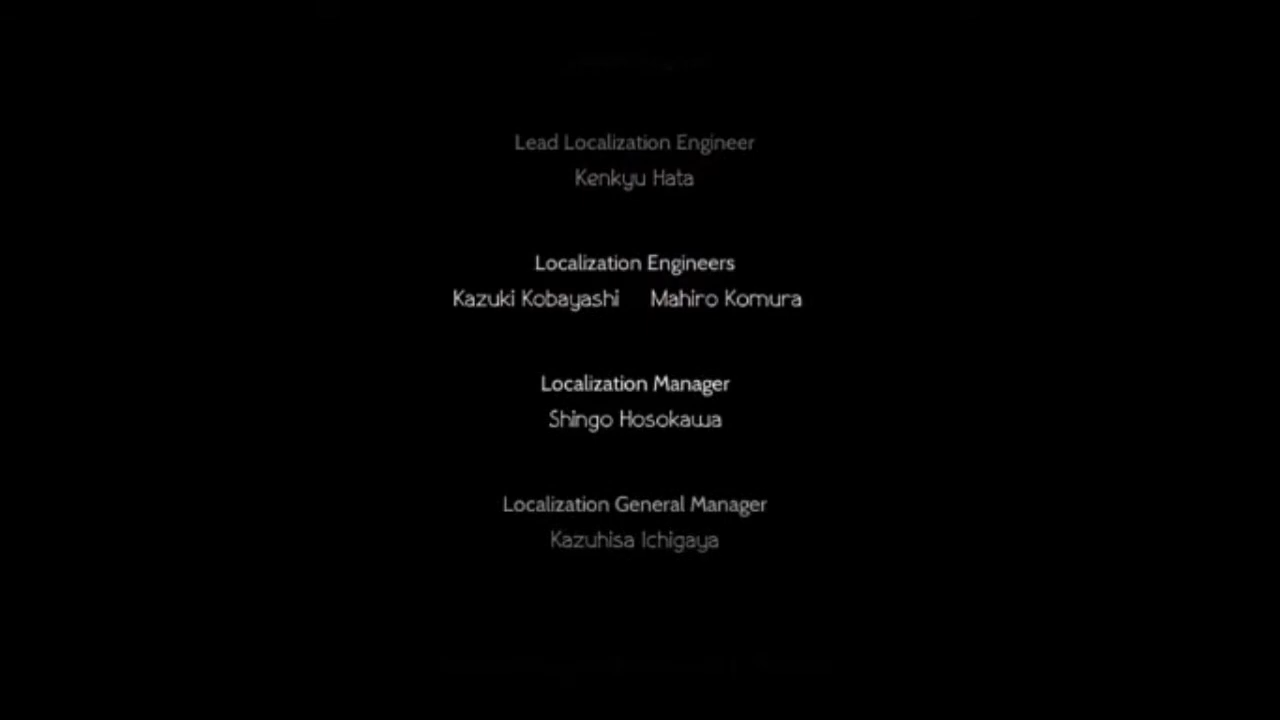 Lead Localization Engineer
Kenkyu Hata
Localization Engineers
Kazuki Kobayashi Mahiro Komura
Localization Manager
Shingo Hosokawa
Localization General Manager
Kazuhisa Ichigaya